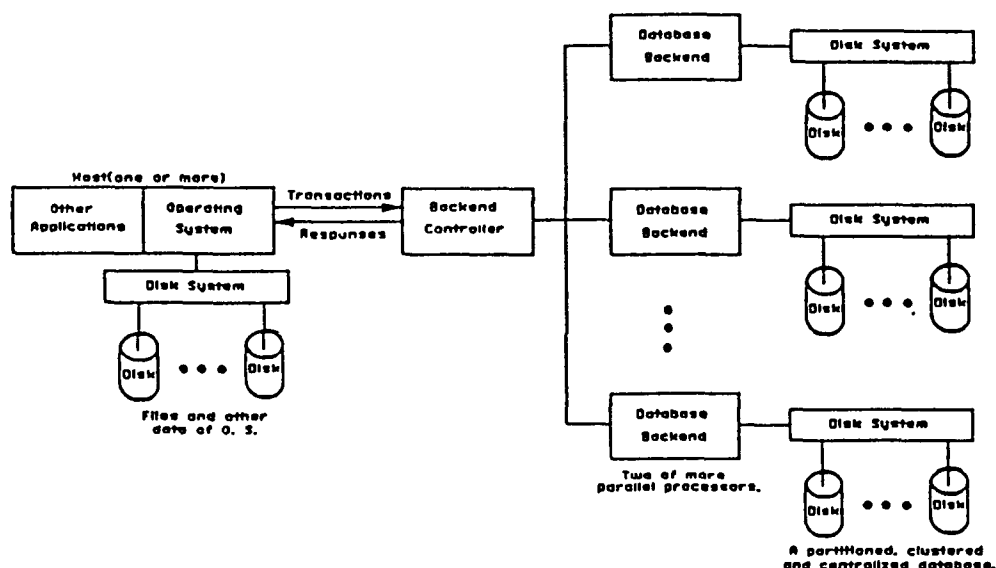 Database
Backend
Disk System
Disk
Disk
Host(one or more)
Other
Applications
Operating
System
Transactions
Responses
Backend
Controller
Database
Backend
Disk System
Disk
Disk
Disk System
Disk
Disk
Files and other
data of O. S.
Database
Backend
Disk System
Two of more
parallel processors.
Disk
Disk
A partitioned, clustered
and centralized database.